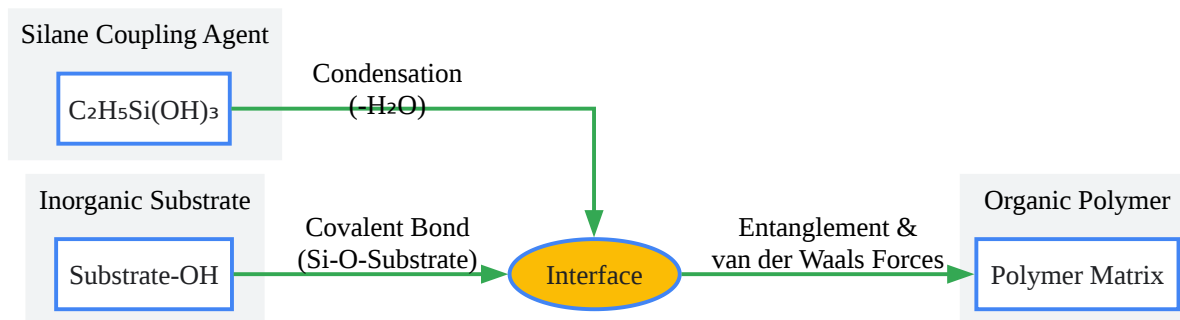 Silane Coupling Agent
C₂H₅Si(OH)₃
Condensation
(-H₂O)
Inorganic Substrate
Substrate-OH
Covalent Bond
(Si-O-Substrate)
Interface
Entanglement &
van der Waals Forces
Organic Polymer
Polymer Matrix